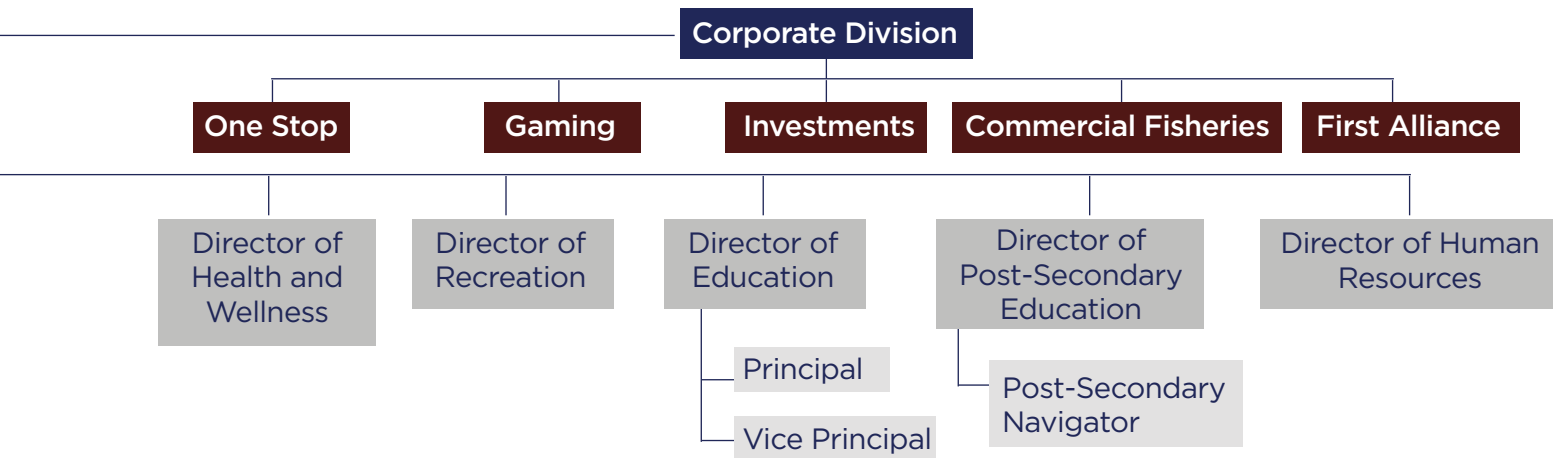 Corporate Division
One Stop
Gaming
Investments
Commercial Fisheries
First Alliance
Director of
Health and
Wellness
Director of
Recreation
Director of
Education
Director of
Post-Secondary
Education
Director of Human
Resources
Principal
Vice Principal
Post-Secondary
Navigator